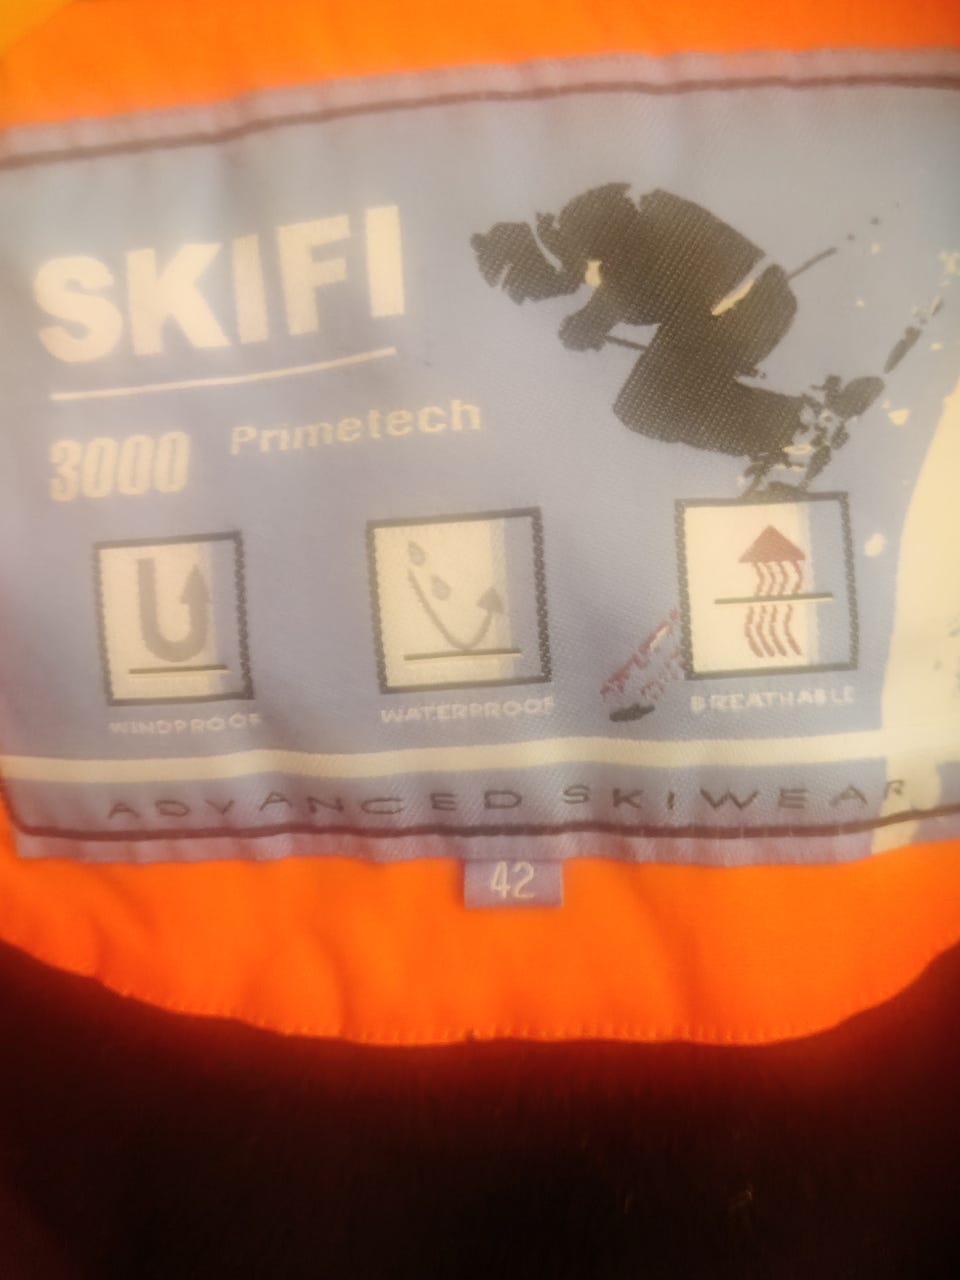 SKIFI
3000 Primetech
WINDPROOF WATERPROOF BREATHABLE
ADVANCED SKIWEAR
42